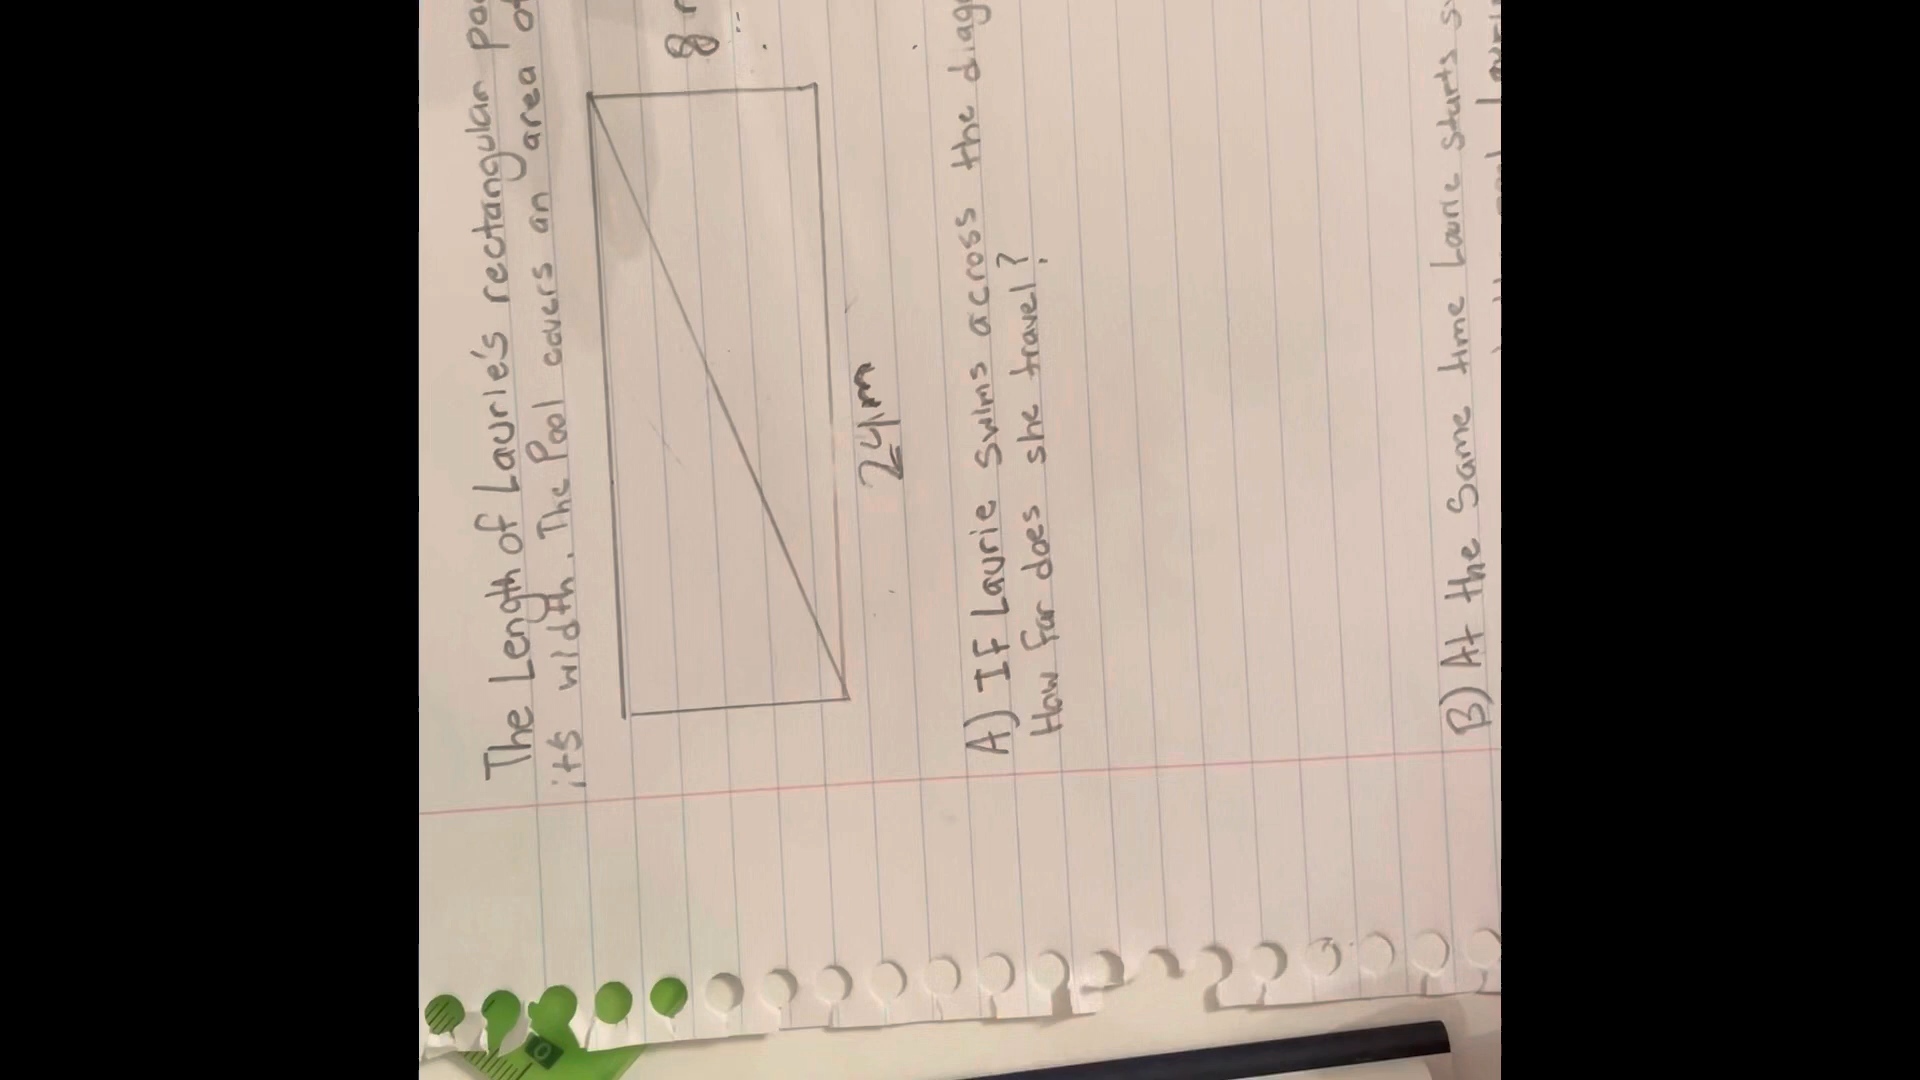 The Length of Laurie's rectangular
its width. The Pool covers an area
8
24m
A) If Laurie Swims across the
How far does she travel?
B) At the Same time Laurie starts